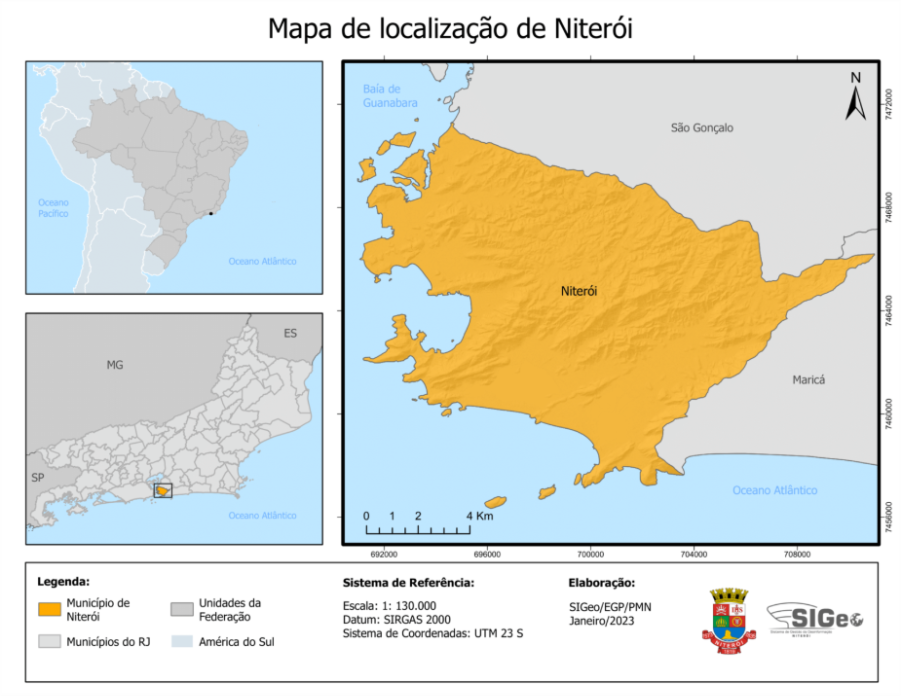 Mapa de localização de Niterói
Oceano
Pacífico
Oceano Atlântico
MG
ES
SP
Oceano Atlântico
Baía de
Guanabara
N
São Gonçalo
Niterói
Maricá
Oceano Atlântico
0 1 2 4 Km
7472000
7468000
7464000
7460000
7456000
692000 696000 700000 704000 708000
Legenda:
Município de
Niterói
Municípios do RJ
Unidades da
Federação
América do Sul
Sistema de Referência:
Escala: 1: 130.000
Datum: SIRGAS 2000
Sistema de Coordenadas: UTM 23 S
Elaboração:
SIGeo/EGP/PMN
Janeiro/2023
NITERÓI
SIGeo
NITERÓI